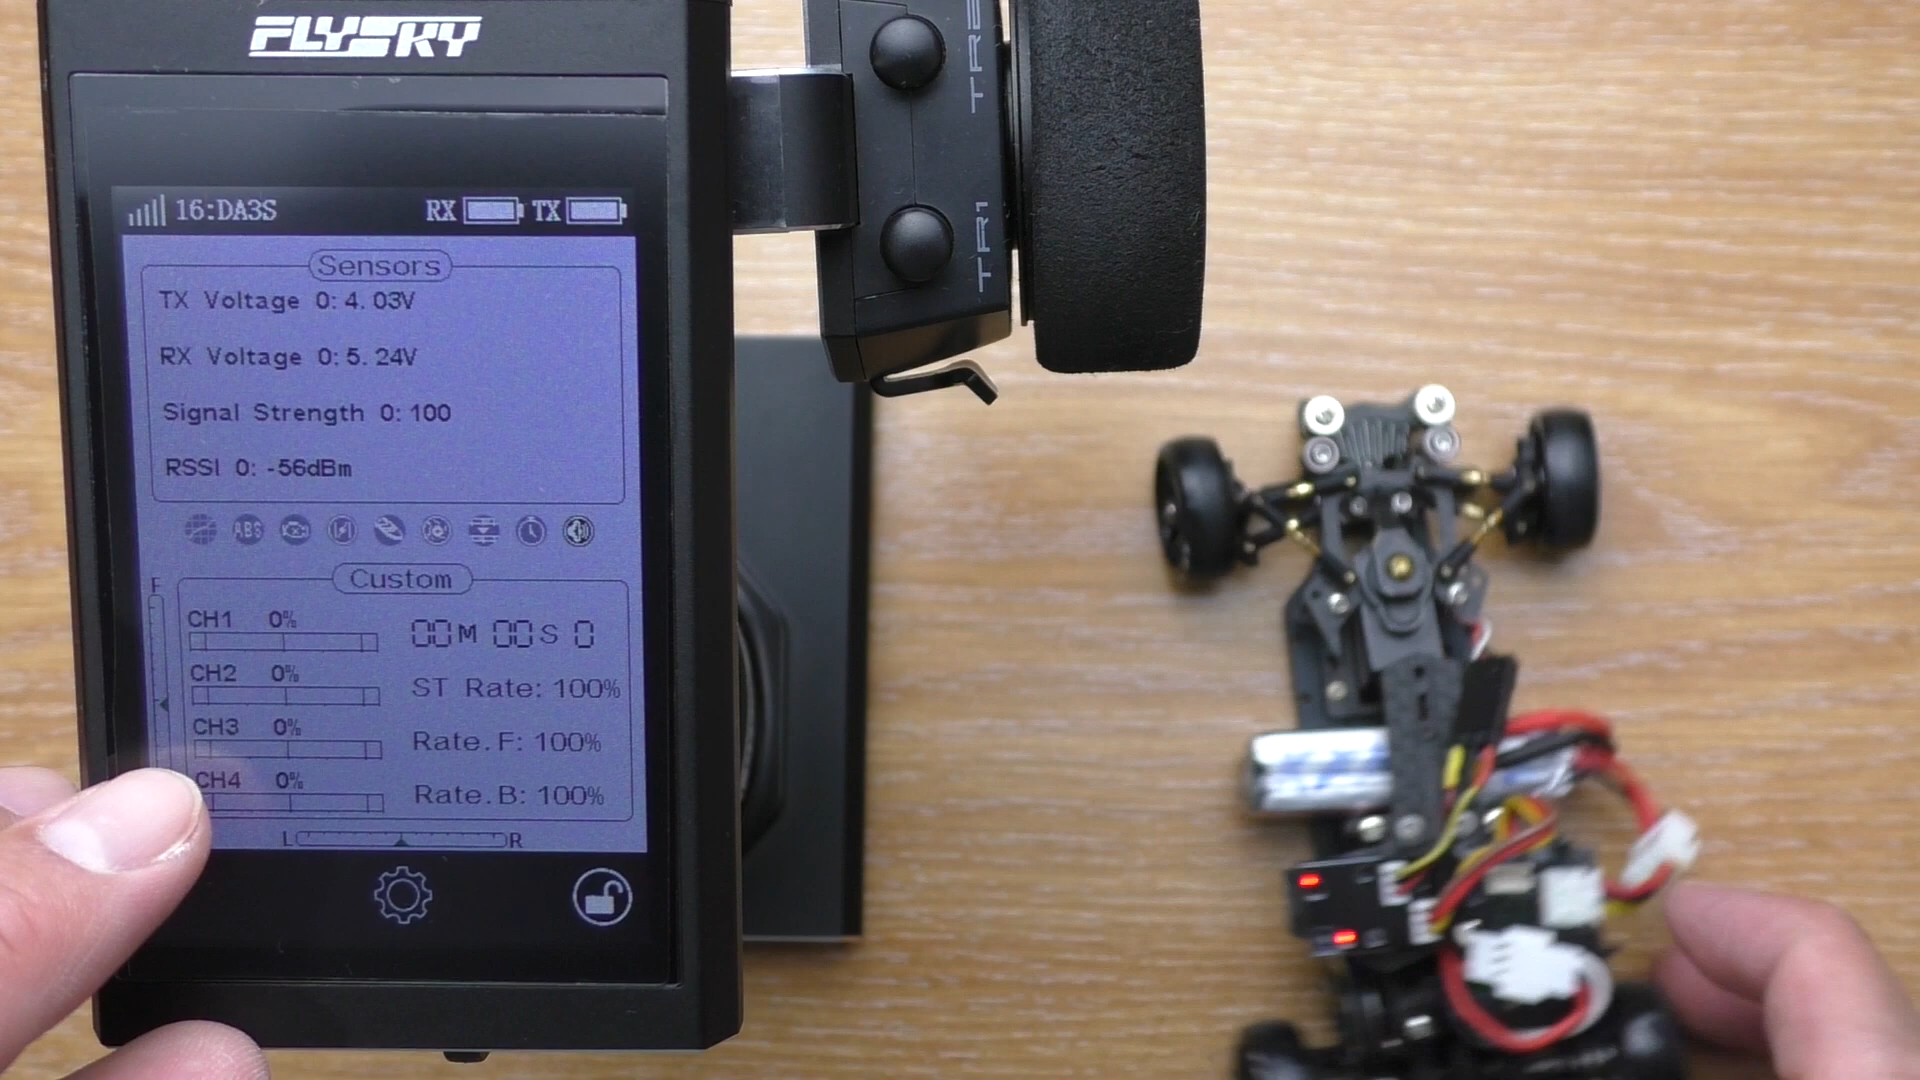 FLYSKY
16:DA3S RX TX
Sensors
TX Voltage 0: 4.03V
RX Voltage 0: 5.24V
Signal Strength 0: 100
RSSI 0: -56dBm
ABS
F
Custom
CH1 0%
00M 00S 0
CH2 0%
ST Rate: 100%
CH3 0%
Rate.F: 100%
CH4 0%
Rate.B: 100%
L R
TR1